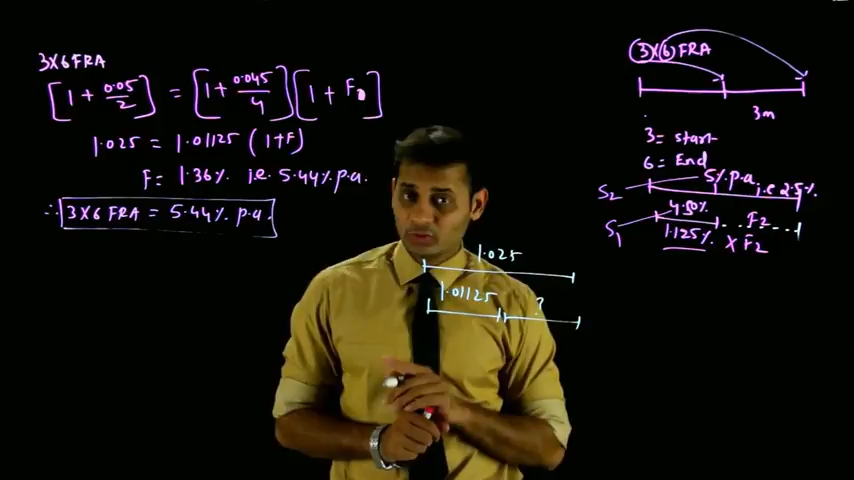 3X6 FRA
[1 + 0.05/2] = [1 + 0.045/4] [1 + F2]
1.025 = 1.01125 (1+F)
F = 1.36% i.e 5.44% p.a.
∴ 3X6 FRA = 5.44% p.a.
1.025
1.01125 ?
3X6 FRA
3m
3 = start
6 = End
S2 5% p.a i.e 2.5%
4.50%
S1 1.125% F2
X F2